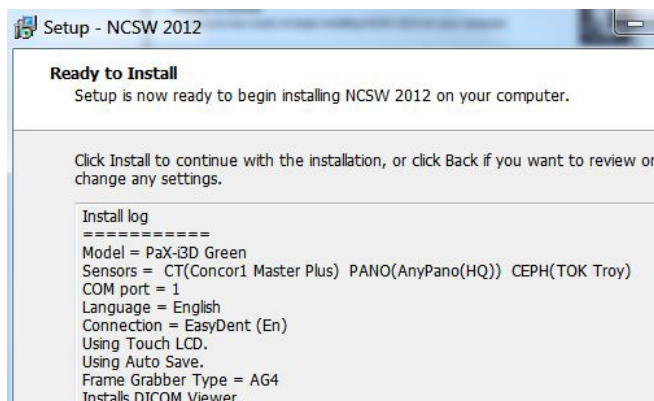 Setup - NCSW 2012
Ready to Install
Setup is now ready to begin installing NCSW 2012 on your computer.
Click Install to continue with the installation, or click Back if you want to review or
change any settings.
Install log
===========
Model = PaX-i3D Green
Sensors =  CT(Concor1 Master Plus)  PANO(AnyPano(HQ))  CEPH(TOK Troy)
COM port = 1
Language = English
Connection = EasyDent (En)
Using Touch LCD.
Using Auto Save.
Frame Grabber Type = AG4
Installs DICOM Viewer